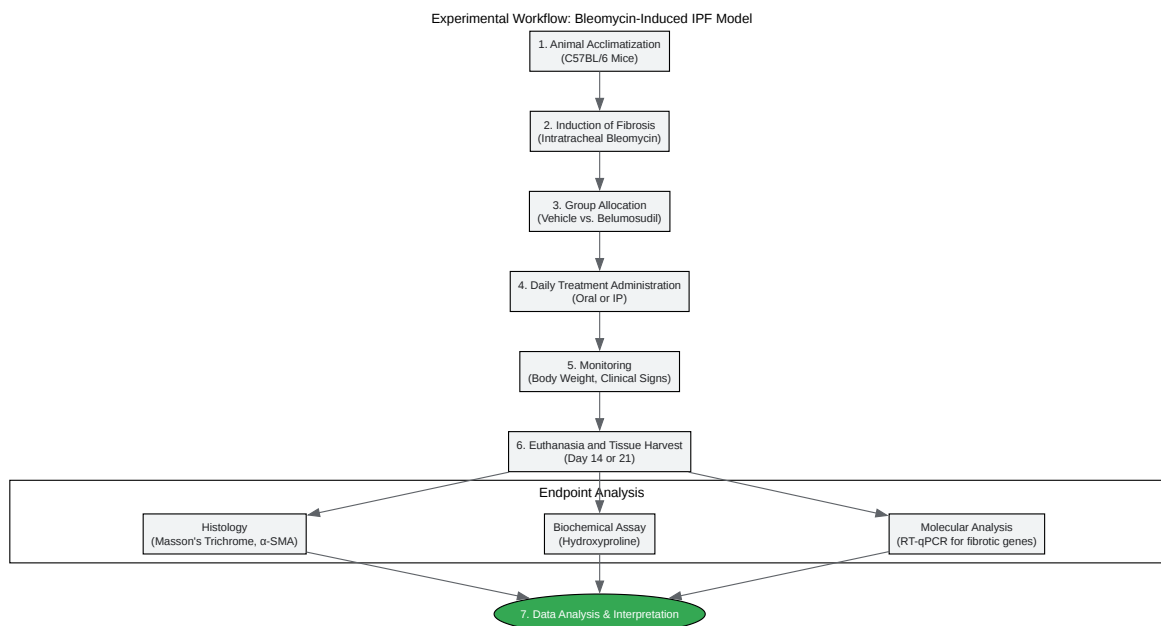 Experimental Workflow: Bleomycin-Induced IPF Model
1. Animal Acclimatization
(C57BL/6 Mice)
2. Induction of Fibrosis
(Intratracheal Bleomycin)
3. Group Allocation
(Vehicle vs. Belumosudil)
4. Daily Treatment Administration
(Oral or IP)
5. Monitoring
(Body Weight, Clinical Signs)
6. Euthanasia and Tissue Harvest
(Day 14 or 21)
Endpoint Analysis
Histology
(Masson's Trichrome, α-SMA)
Biochemical Assay
(Hydroxyproline)
Molecular Analysis
(RT-qPCR for fibrotic genes)
7. Data Analysis & Interpretation